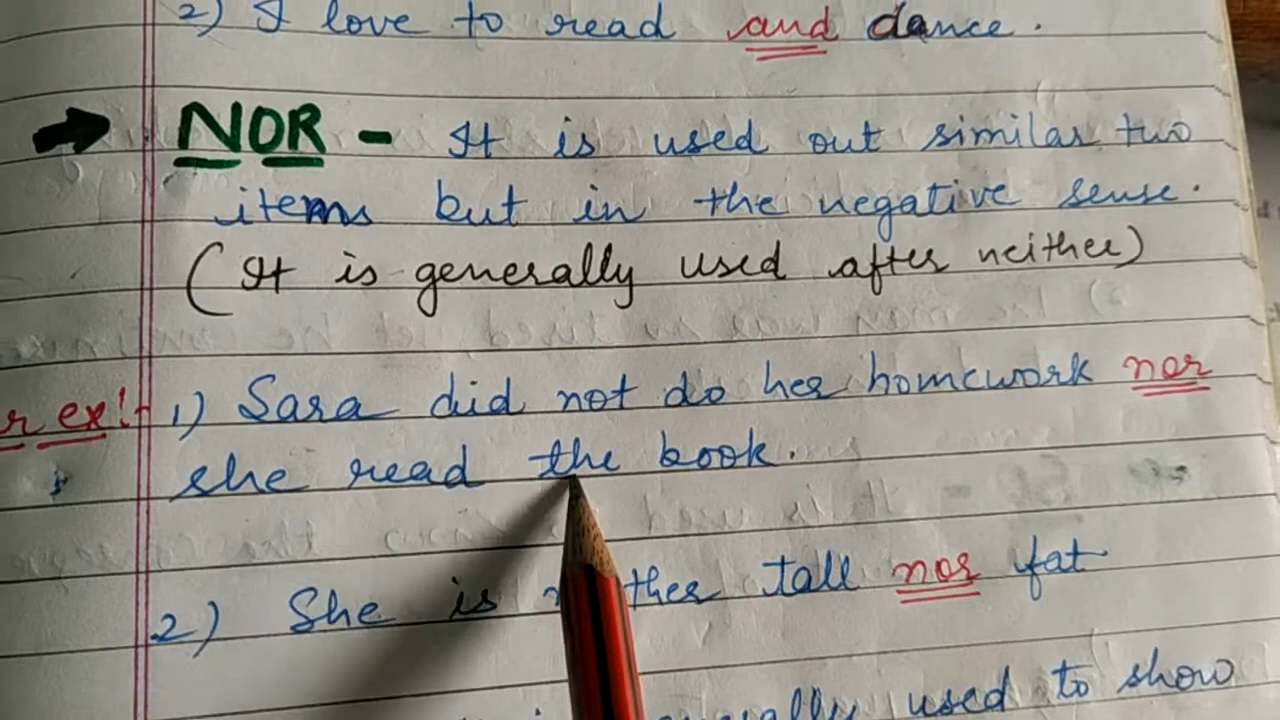 2) I love to read and dance.
NOR - It is used out similar two
items but in the negative sense.
(It is generally used after neither)
r ex:- 1) Sara did not do her homework nor
she read the book.
2) She is ther tall nor fat
used to show